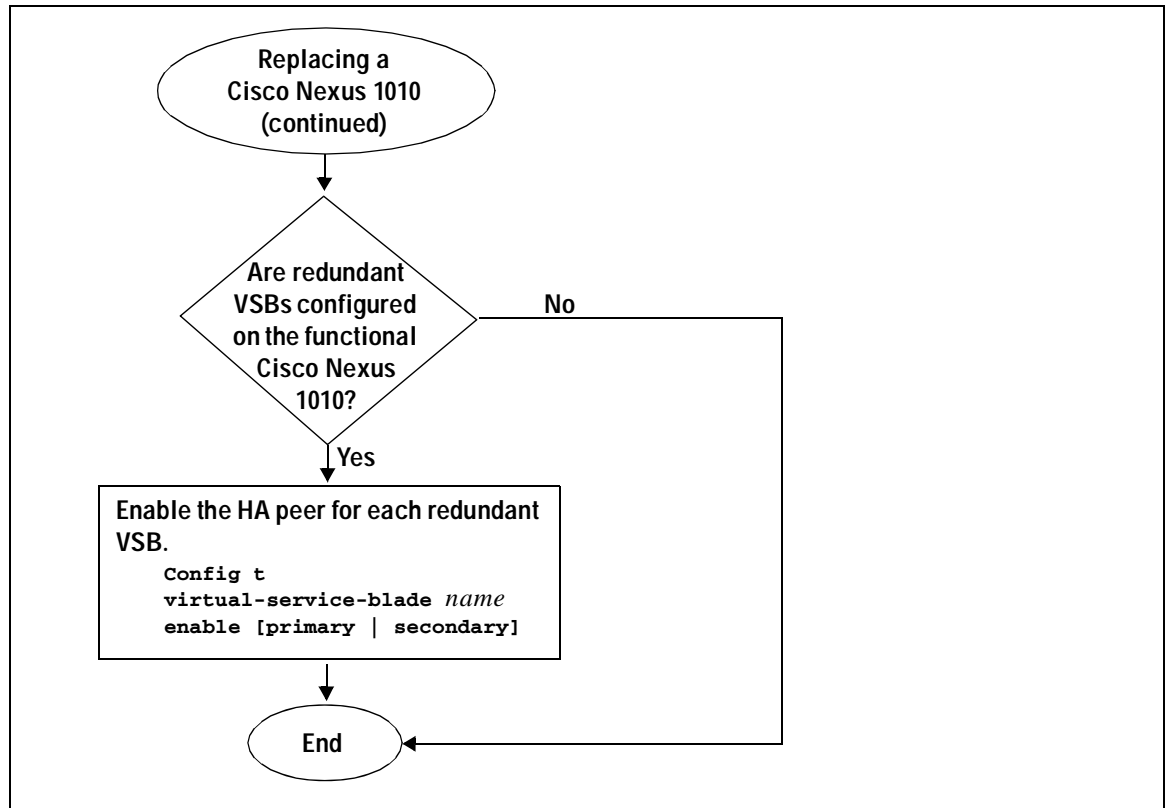 Replacing a
Cisco Nexus 1010
(continued)
Are redundant
VSBs configured
on the functional
Cisco Nexus
1010?
No
Yes
Enable the HA peer for each redundant
VSB.
Config t
virtual-service-blade name
enable [primary | secondary]
End